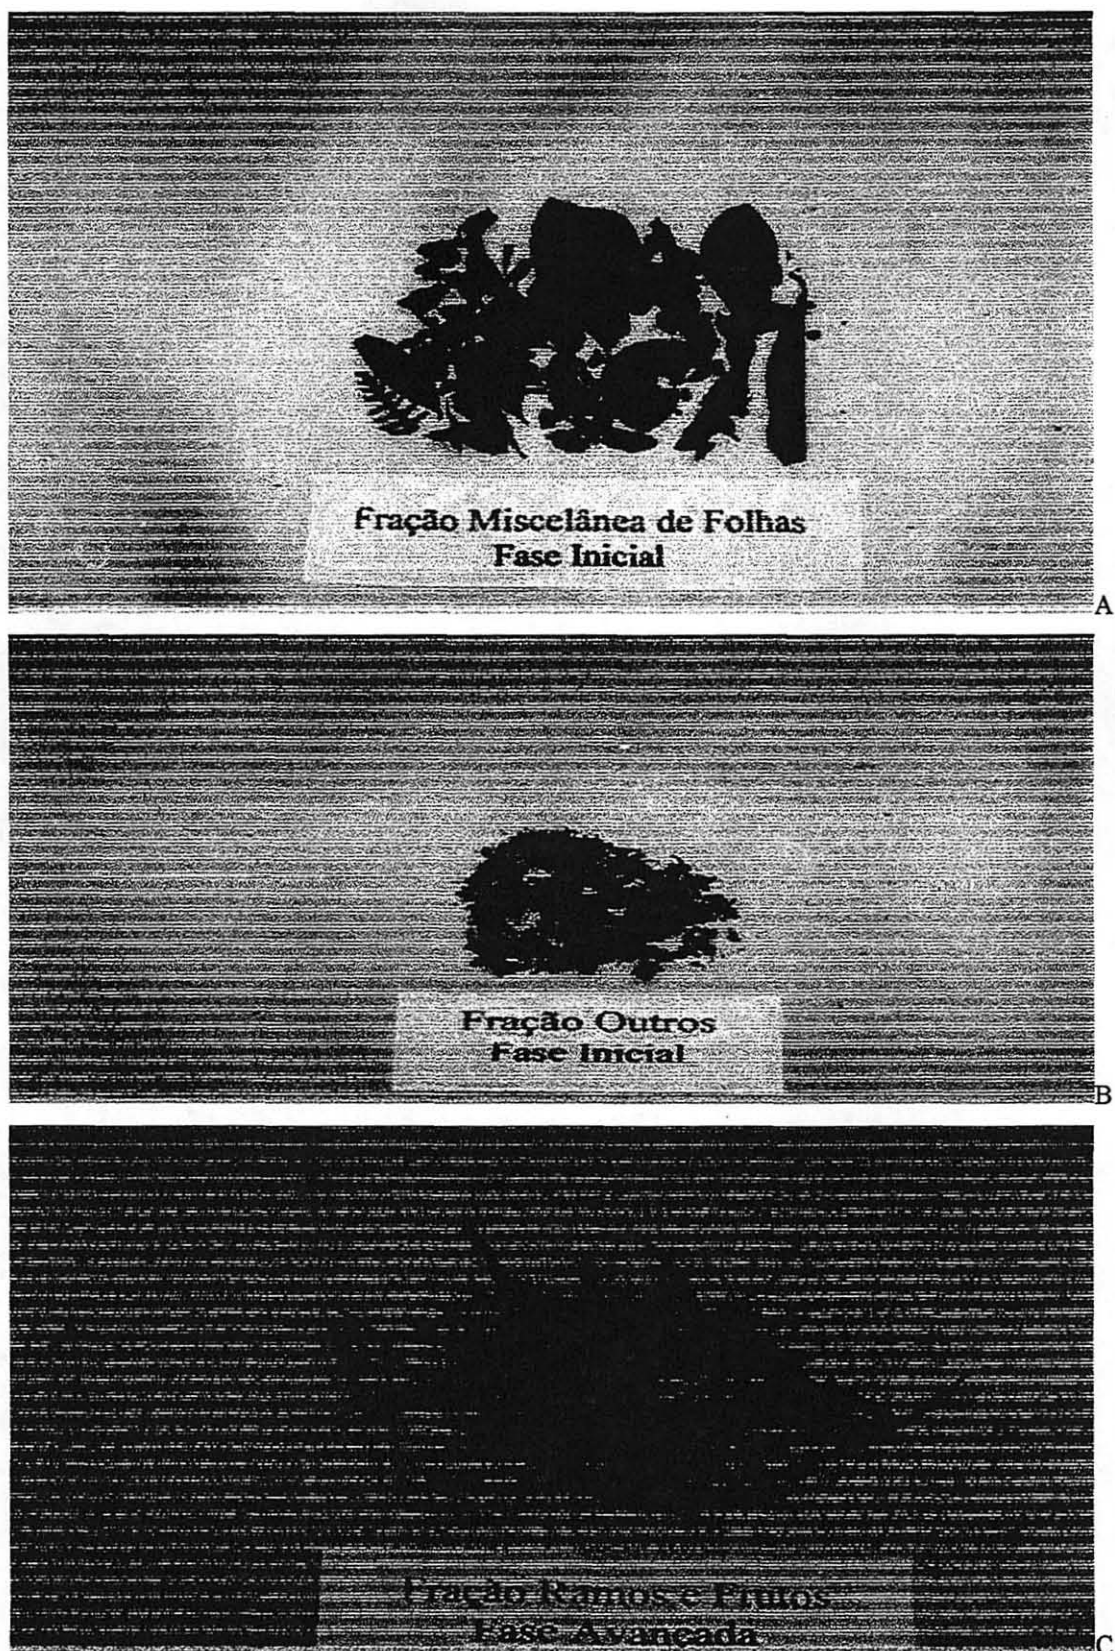 Fração Miscelânea de Folhas
Fase Inicial
A
Fração Outros
Fase Inicial
B
Fração Ramos e Frutos
Fase Avançada
C